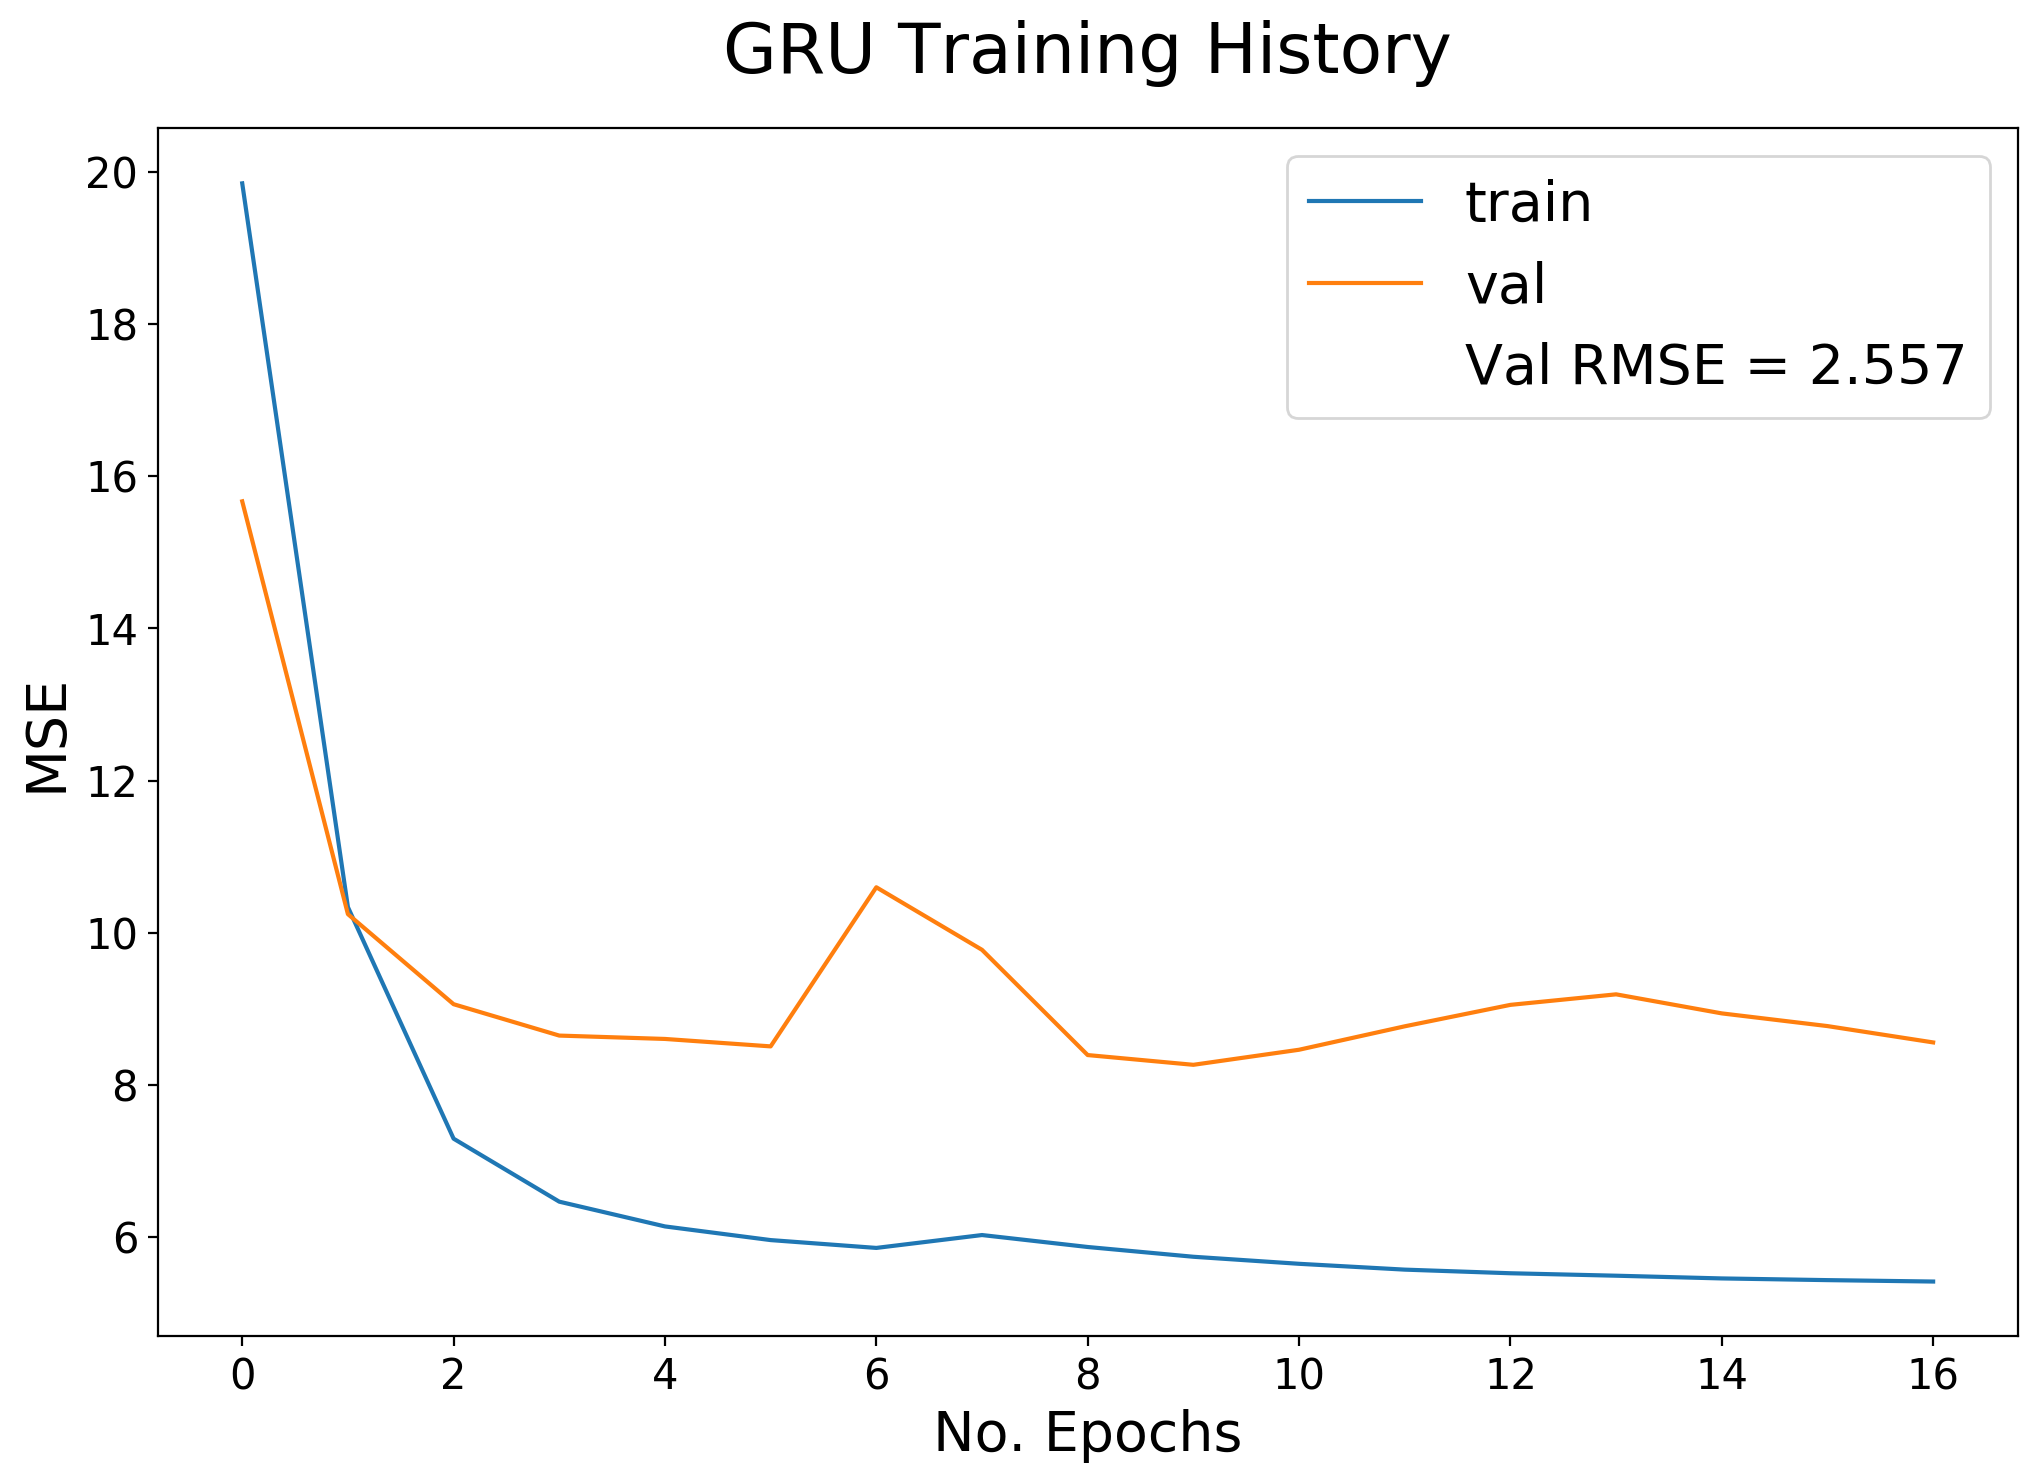 GRU Training History
train
val
Val RMSE = 2.557
MSE
20
18
16
14
12
10
8
6
0 2 4 6 8 10 12 14 16
No. Epochs